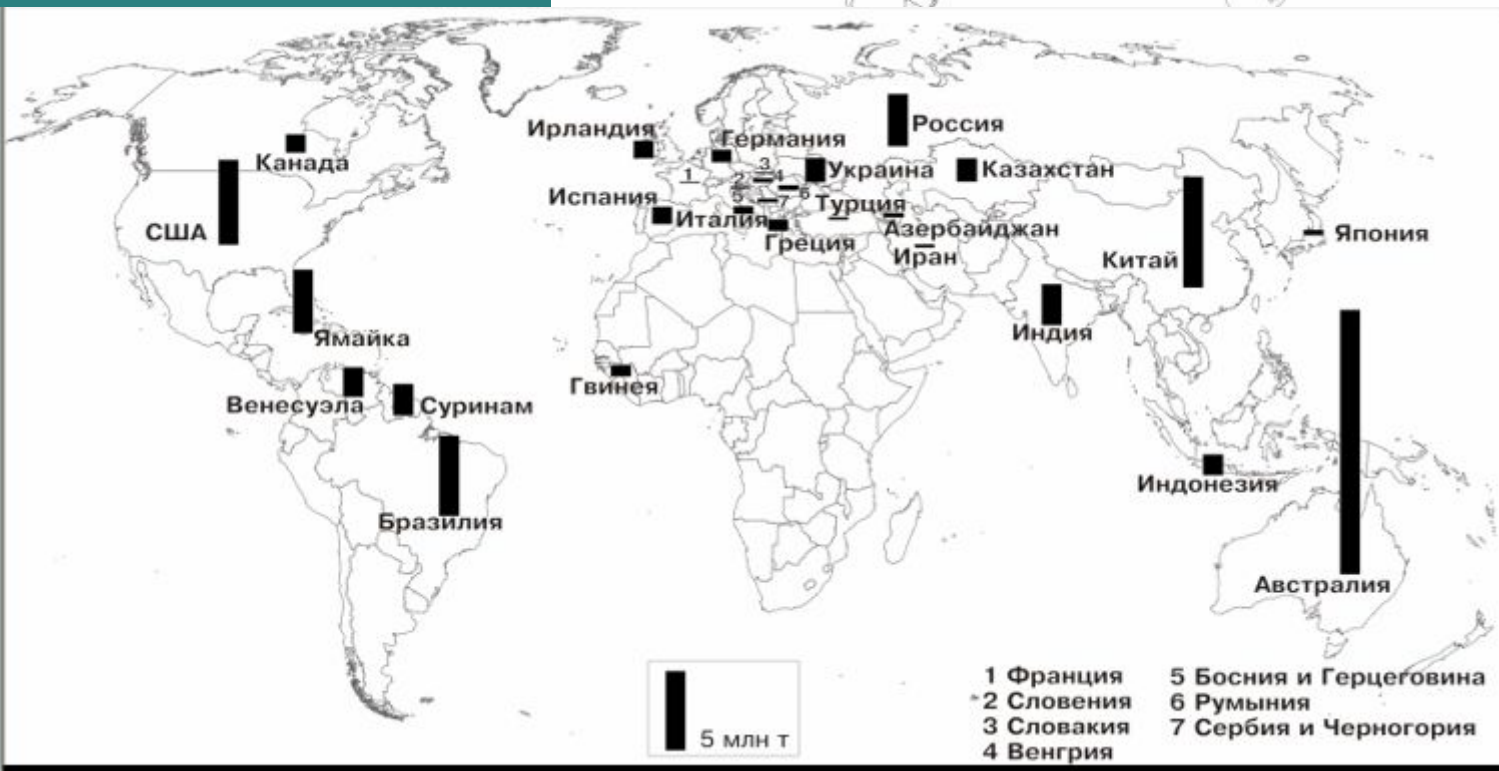 Ирландия
Германия
Россия
Канада
Украина
Казахстан
1
2
3
4
5
6
7
Испания
Италия
Турция
США
Греция
Азербайджан
Япония
Иран
Китай
Индия
Ямайка
Гвинея
Венесуэла
Суринам
Индонезия
Бразилия
Австралия
5 млн т
1 Франция
2 Словения
3 Словакия
4 Венгрия
5 Босния и Герцеговина
6 Румыния
7 Сербия и Черногория